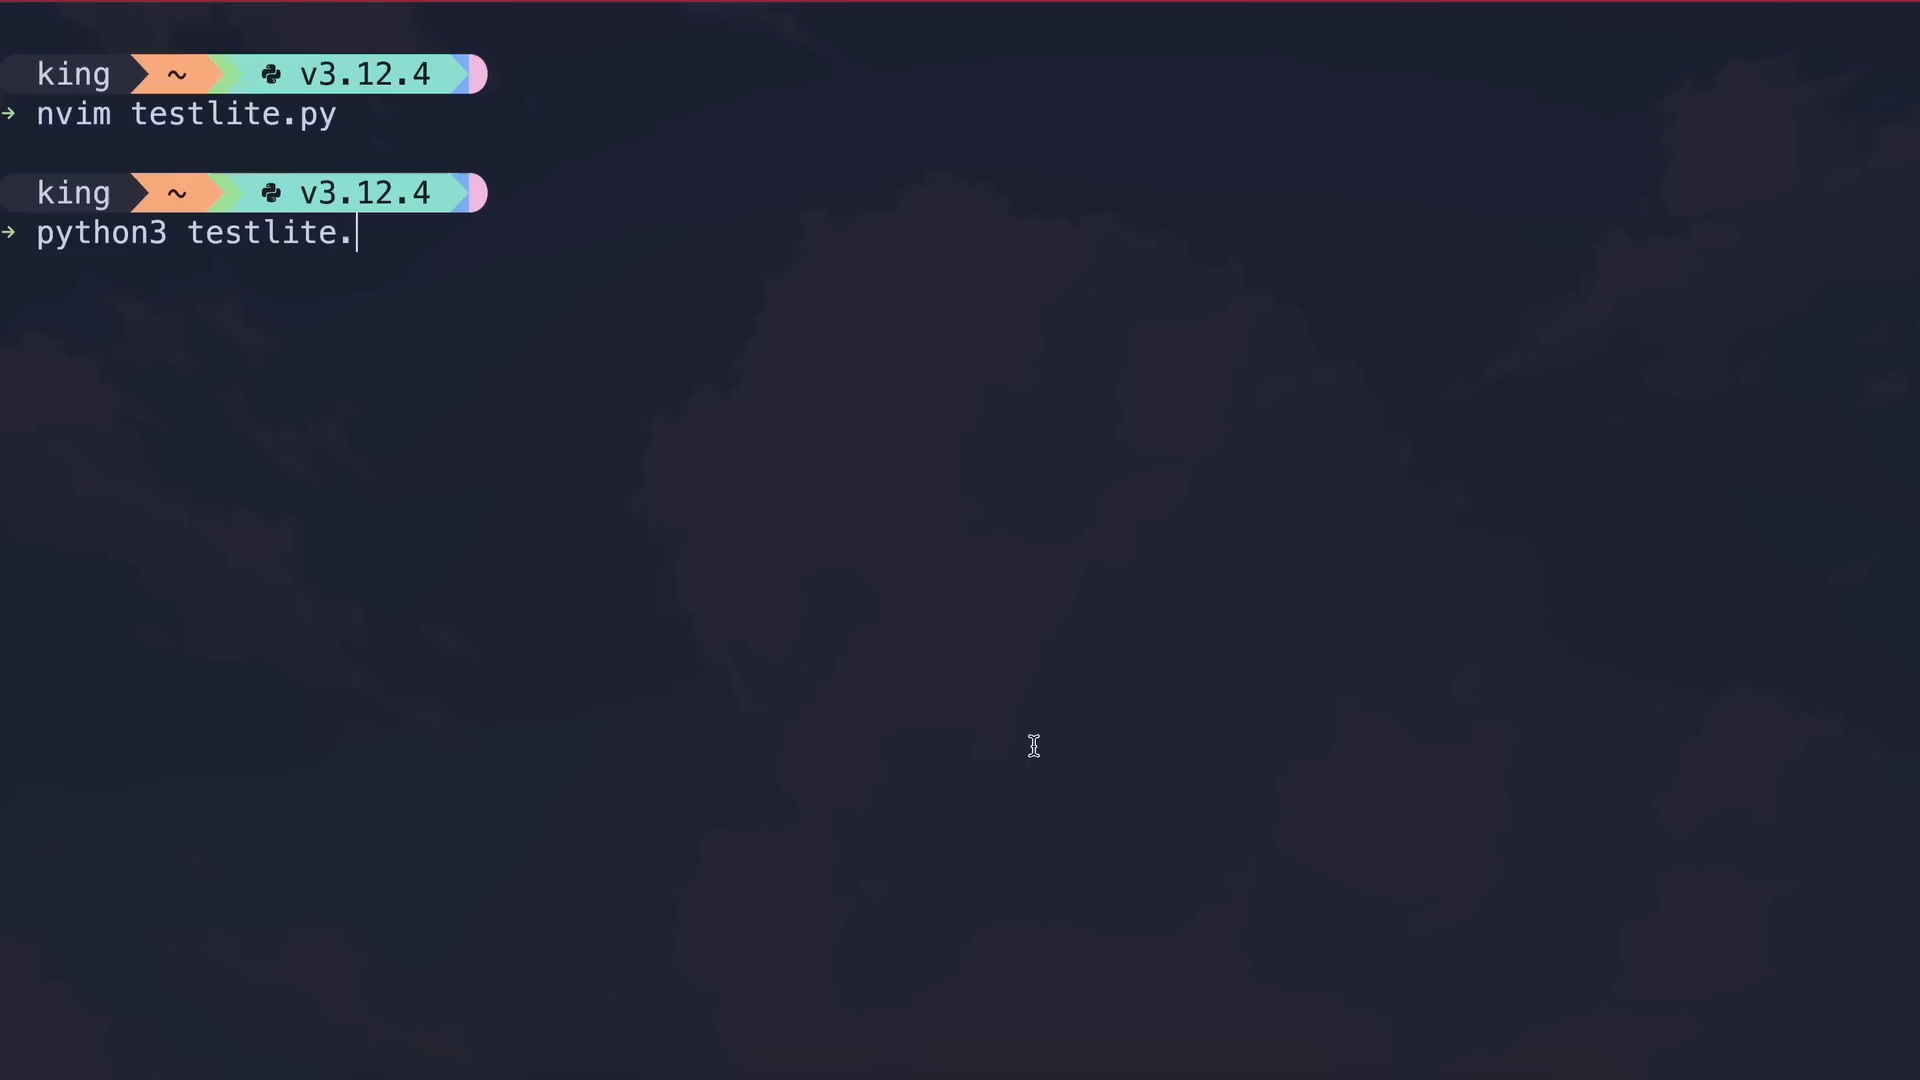 king ~ v3.12.4
→ nvim testlite.py
king ~ v3.12.4
→ python3 testlite.